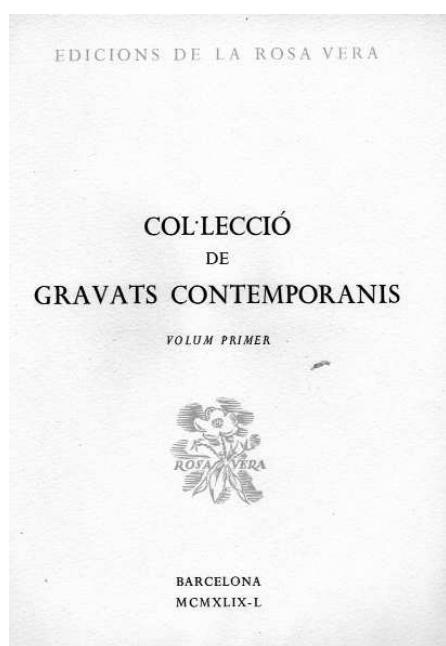 EDICIONS DE LA ROSA VERA
COL·LECCIÓ
DE
GRAVATS CONTEMPORANIS
VOLUM PRIMER
ROSA VERA
BARCELONA
MCMXLIX-L